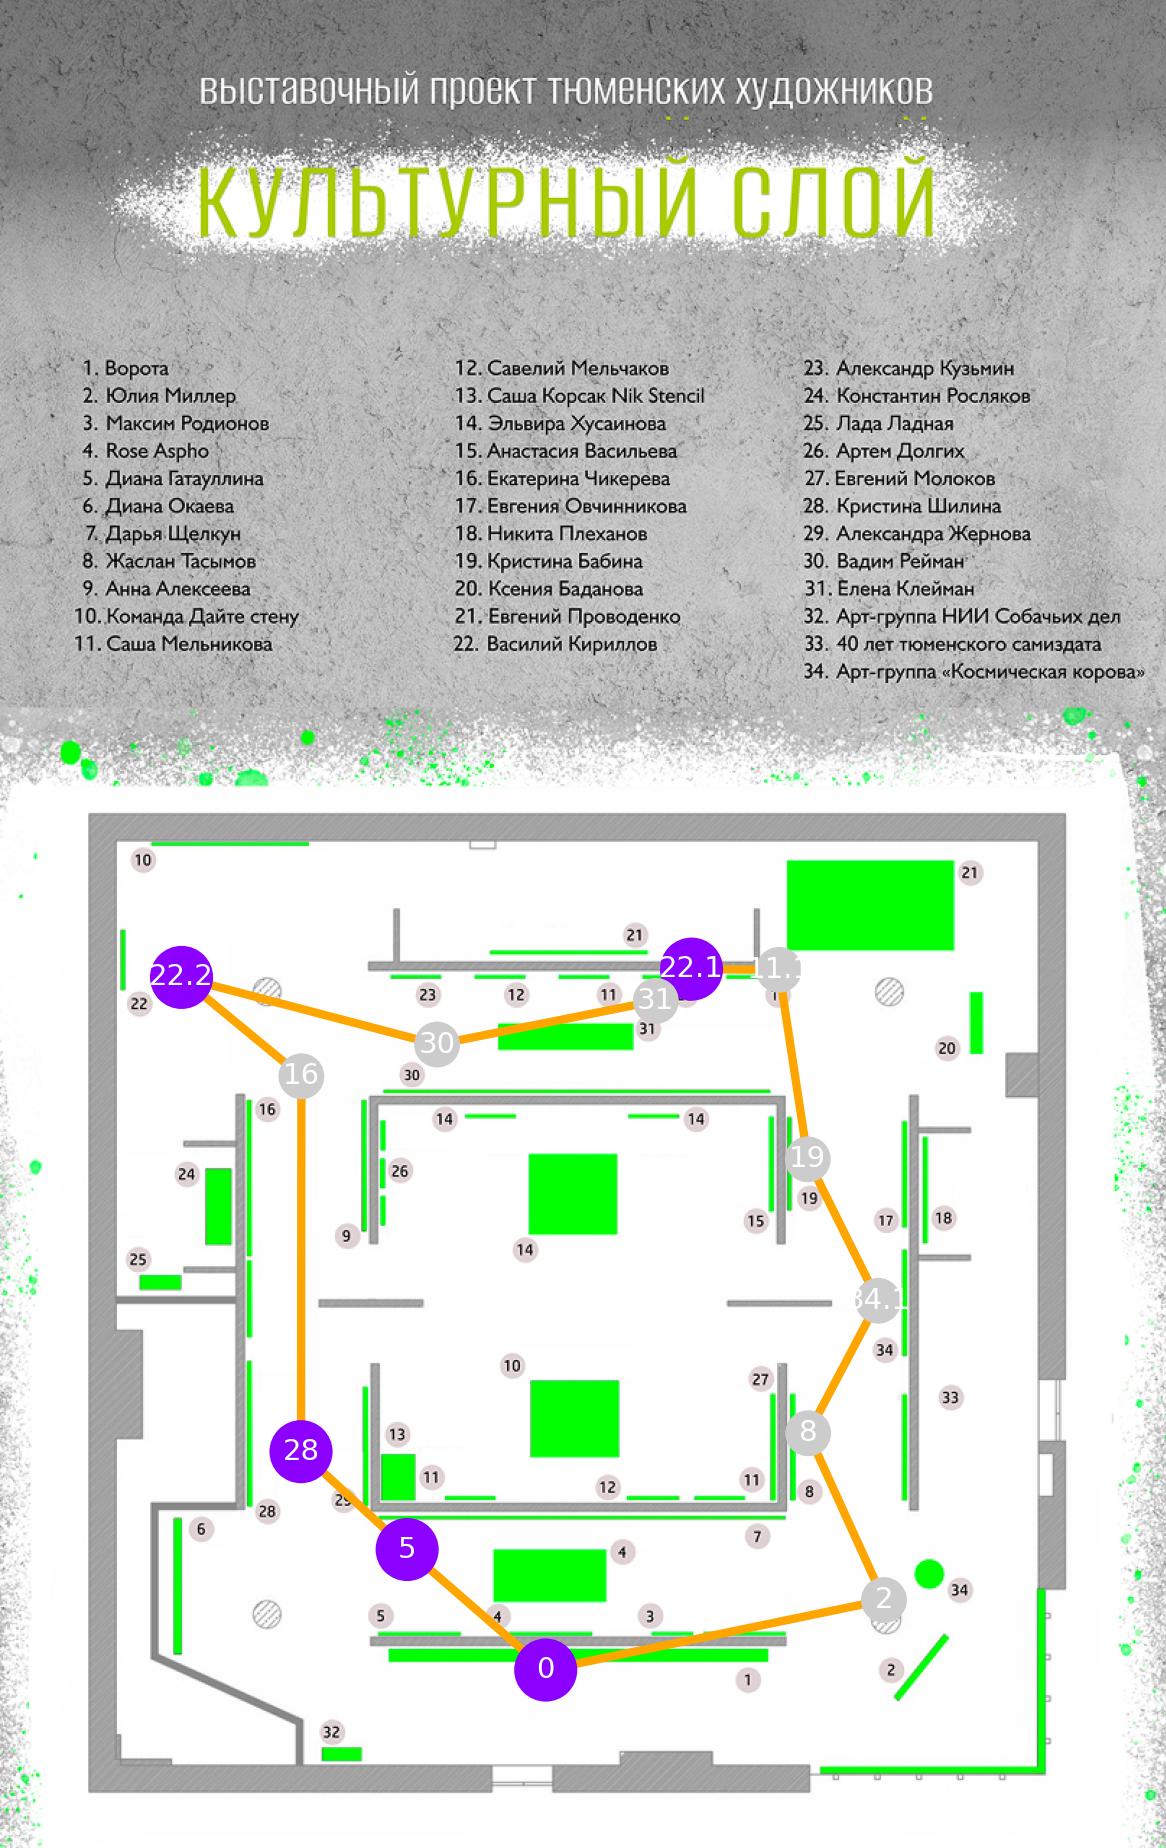 выставочный проект тюменских художников
КУЛЬТУРНЫЙ СЛОЙ
1. Ворота
2. Юлия Миллер
3. Максим Родионов
4. Rose Aspho
5. Диана Гатауллина
6. Диана Окаева
7. Дарья Щелкун
8. Жаслан Тасымов
9. Анна Алексеева
10. Команда Дайте стену
11. Саша Мельникова
12. Савелий Мельчаков
13. Саша Корсак Nik Stencil
14. Эльвира Хусаинова
15. Анастасия Васильева
16. Екатерина Чикерева
17. Евгения Овчинникова
18. Никита Плеханов
19. Кристина Бабина
20. Ксения Баданова
21. Евгений Проводенко
22. Василий Кириллов
23. Александр Кузьмин
24. Константин Росляков
25. Лада Ладная
26. Артем Долгих
27. Евгений Молоков
28. Кристина Шилина
29. Александра Жернова
30. Вадим Рейман
31. Елена Клейман
32. Арт-группа НИИ Собачьих дел
33. 40 лет тюменского самиздата
34. Арт-группа «Космическая корова»
10
21
21
22.2
22.1
22
23
12
11
31
31
30
30
20
16
16
14
14
24
26
19
19
9
14
15
17
18
25
34.1
34
10
27
33
13
11
12
11
8
8
28
28
29
6
5
7
4
34
2
5
4
3
0
1
2
32